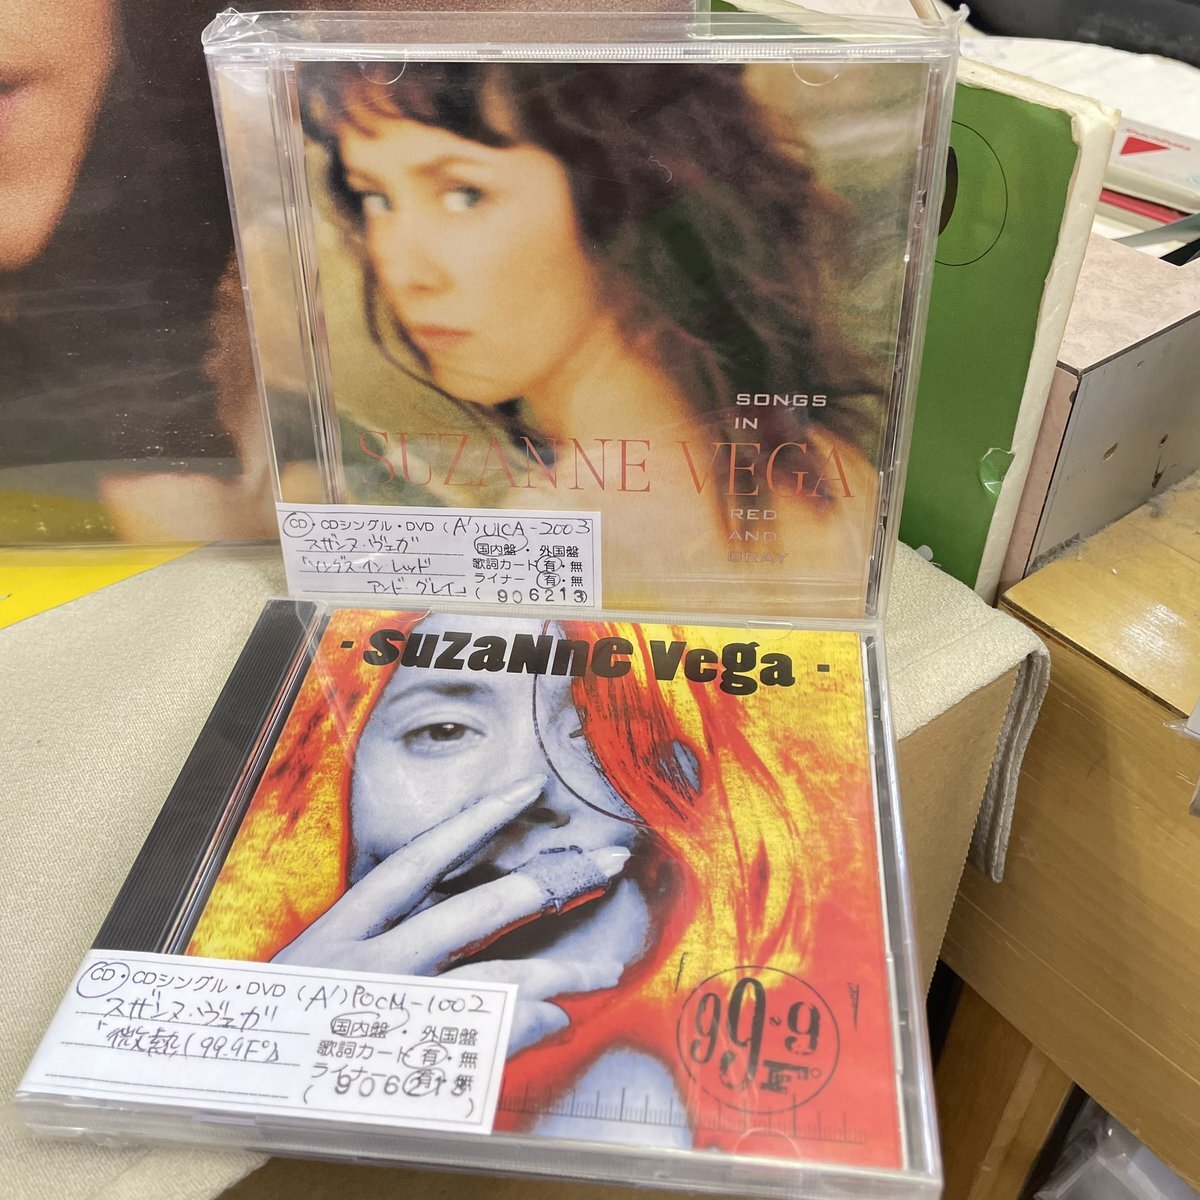 SONGS
IN
SUZANNE VEGA
RED
AND
GRAY
CD・CDシングル・DVD (A') UICA-2003
スザンヌ・ヴェガ
国内盤・外国盤
「ソングス・イン・レッド
歌詞カード 有・無
アンド・グレイ」
ライナー 有・無
(906213)
- suzaNne vega -
99.9
F°
CD・CDシングル・DVD (A') POCM-1002
スザンヌ・ヴェガ
国内盤・外国盤
「微熱(99.9F°)」
歌詞カード 有・無
ライナー 有・無
(906213)